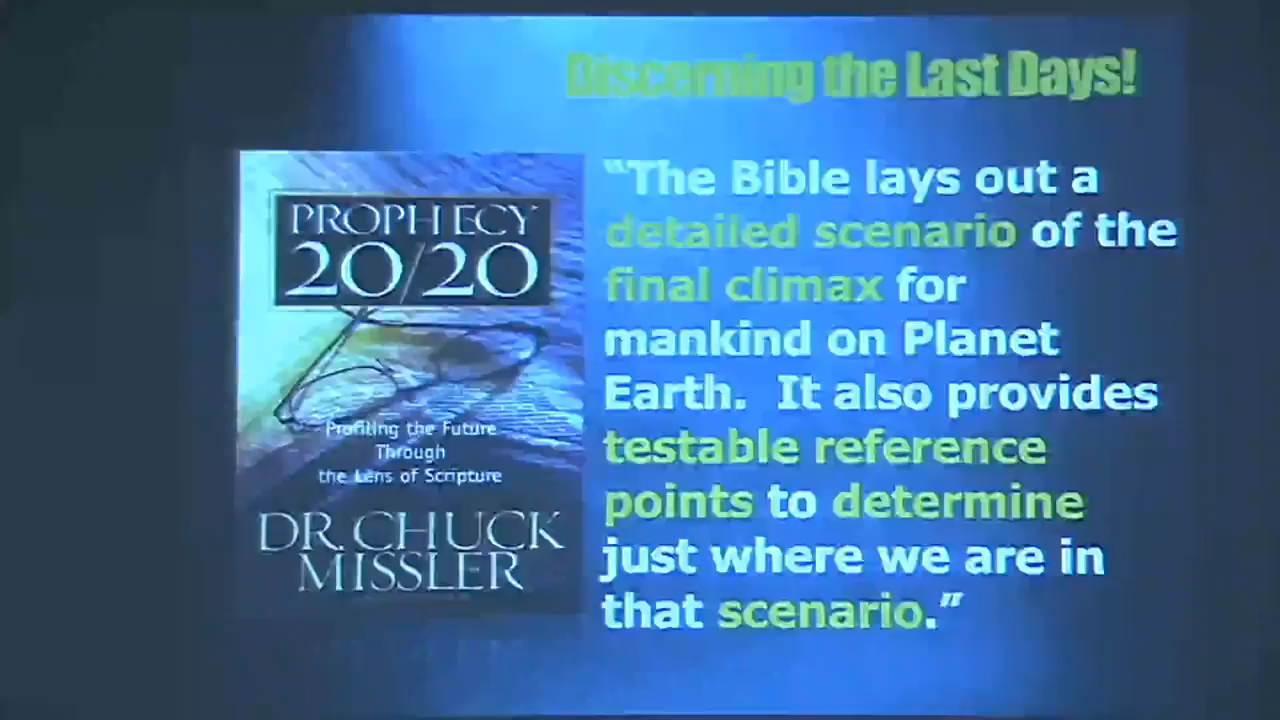 Discerning the Last Days!
PROPHECY
20/20
Profiling the Future
Through
the Lens of Scripture
DR. CHUCK
MISSLER
“The Bible lays out a
detailed scenario of the
final climax for
mankind on Planet
Earth. It also provides
testable reference
points to determine
just where we are in
that scenario.”